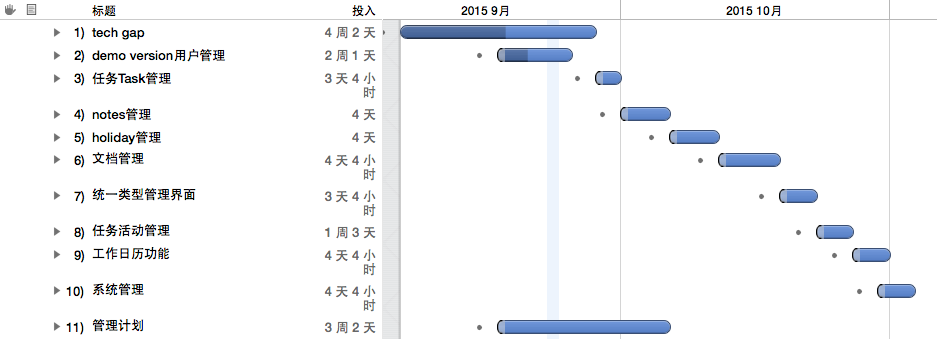 标题 投入 2015 9月 2015 10月
1) tech gap 4 周 2 天
2) demo version用户管理 2 周 1 天
3) 任务Task管理 3 天 4 小
时
4) notes管理 4 天
5) holiday管理 4 天
6) 文档管理 4 天 4 小
时
7) 统一类型管理界面 3 天 4 小
时
8) 任务活动管理 1 周 3 天
9) 工作日历功能 4 天 4 小
时
10) 系统管理 4 天 4 小
时
11) 管理计划 3 周 2 天